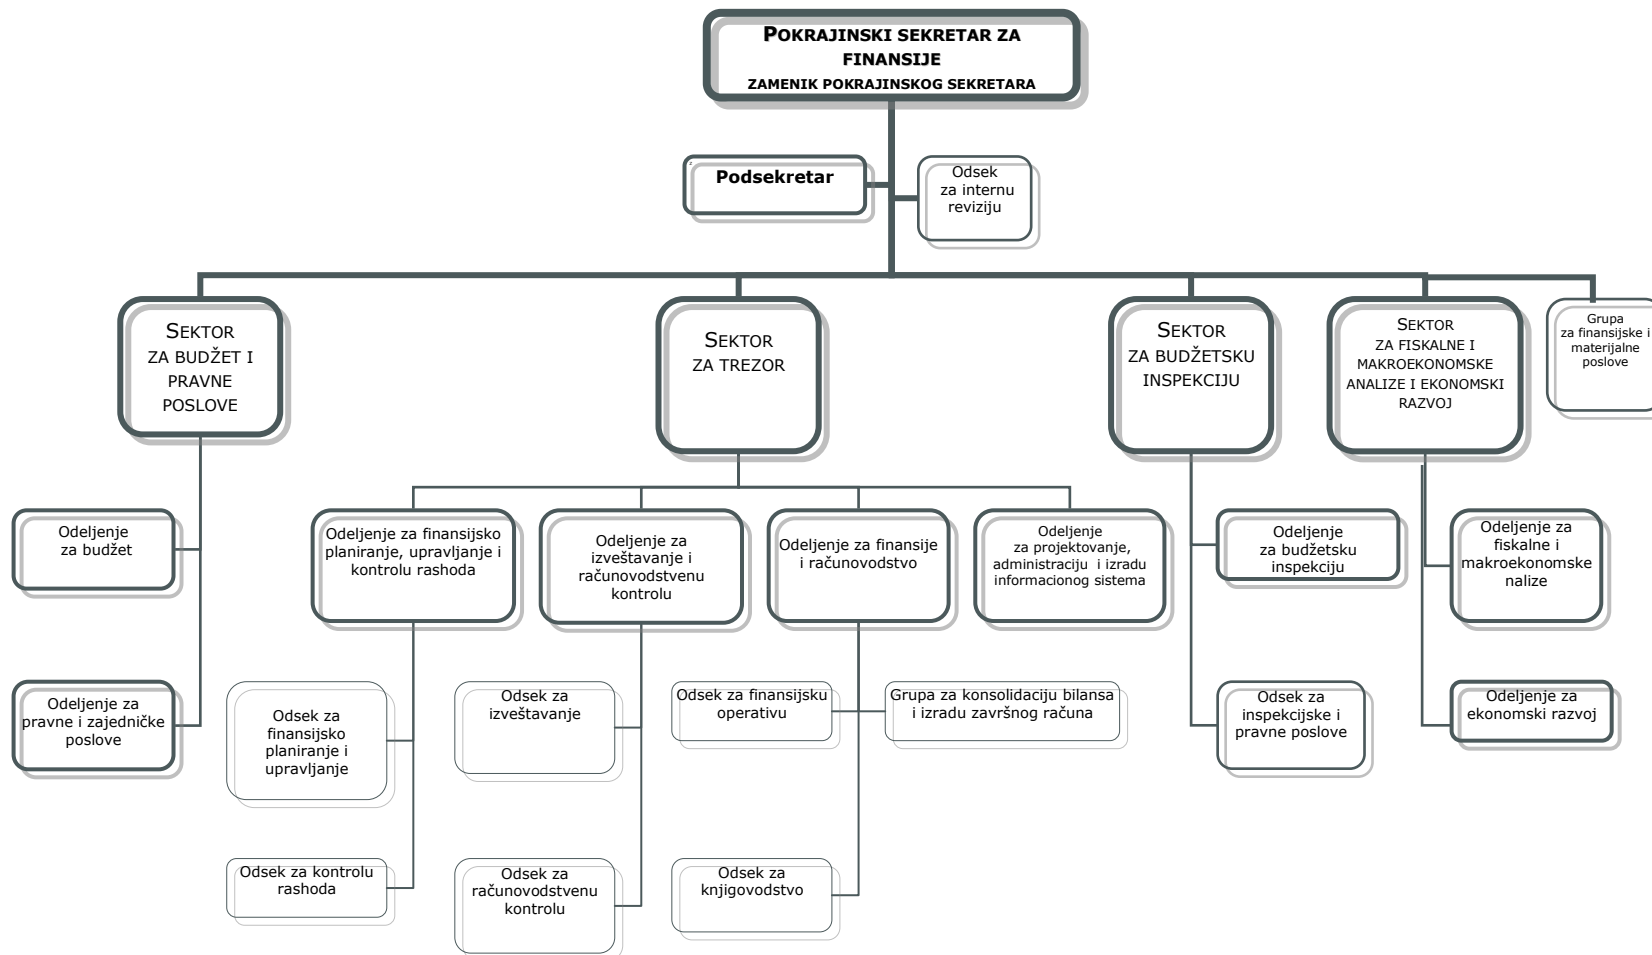 POKRAJINSKI SEKRETAR ZA
FINANSIJE
ZAMENIK POKRAJINSKOG SEKRETARA
Podsekretar
Odsek
za internu
reviziju
SEKTOR
ZA BUDŽET I
PRAVNE
POSLOVE
SEKTOR
ZA TREZOR
SEKTOR
ZA BUDŽETSKU
INSPEKCIJU
SEKTOR
ZA FISKALNE I
MAKROEKONOMSKE
ANALIZE I EKONOMSKI
RAZVOJ
Grupa
za finansijske i
materijalne
poslove
Odeljenje
za budžet
Odeljenje za finansijsko
planiranje, upravljanje i
kontrolu rashoda
Odeljenje za
izveštavanje i
računovodstvenu
kontrolu
Odeljenje za finansije
i računovodstvo
Odeljenje
za projektovanje,
administraciju i izradu
informacionog sistema
Odeljenje
za budžetsku
inspekciju
Odeljenje za
fiskalne i
makroekonomske
nalize
Odeljenje za
pravne i zajedničke
poslove
Odsek za
finansijsko
planiranje i
upravljanje
Odsek za
izveštavanje
Odsek za finansijsku
operativu
Grupa za konsolidaciju bilansa
i izradu završnog računa
Odsek za
inspekcijske i
pravne poslove
Odeljenje za
ekonomski razvoj
Odsek za kontrolu
rashoda
Odsek za
računovodstvenu
kontrolu
Odsek za
knjigovodstvo